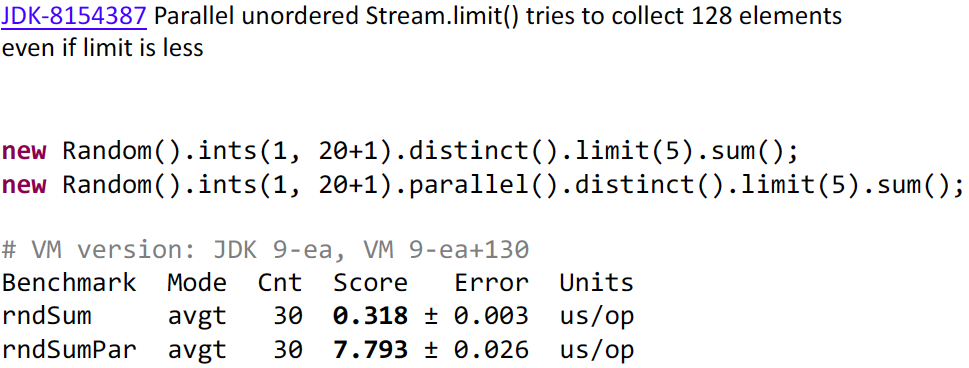 JDK-8154387 Parallel unordered Stream.limit() tries to collect 128 elements
even if limit is less
new Random().ints(1, 20+1).distinct().limit(5).sum();
new Random().ints(1, 20+1).parallel().distinct().limit(5).sum();
# VM version: JDK 9-ea, VM 9-ea+130
Benchmark Mode Cnt Score Error Units
rndSum avgt 30 0.318 ± 0.003 us/op
rndSumPar avgt 30 7.793 ± 0.026 us/op